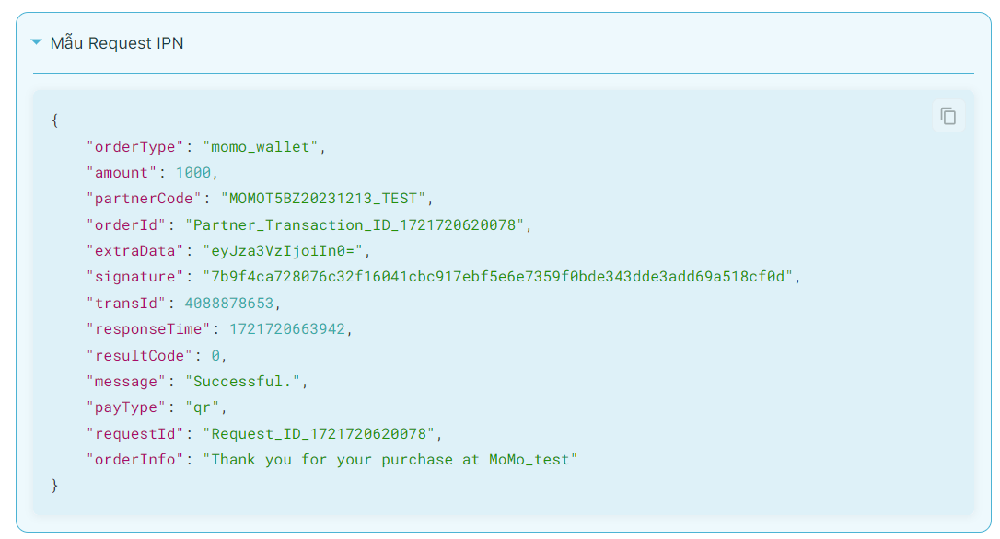 Mẫu Request IPN
{
    "orderType": "momo_wallet",
    "amount": 1000,
    "partnerCode": "MOMOT5BZ20231213_TEST",
    "orderId": "Partner_Transaction_ID_1721720620078",
    "extraData": "eyJza3VzIjoiIn0=",
    "signature": "7b9f4ca728076c32f16041cbc917ebf5e6e7359f0bde343dde3add69a518cf0d",
    "transId": 4088878653,
    "responseTime": 1721720663942,
    "resultCode": 0,
    "message": "Successful.",
    "payType": "qr",
    "requestId": "Request_ID_1721720620078",
    "orderInfo": "Thank you for your purchase at MoMo_test"
}